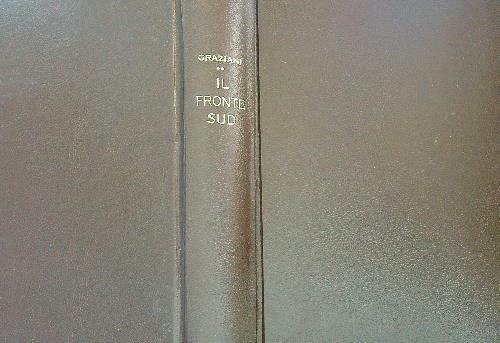 GRAZIANI
**
IL
FRONTE
SUD